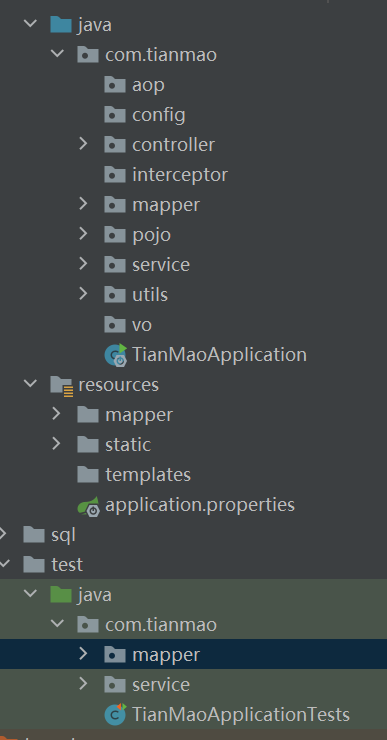 java
com.tianmao
aop
config
controller
interceptor
mapper
pojo
service
utils
vo
TianMaoApplication
resources
mapper
static
templates
application.properties
sql
test
java
com.tianmao
mapper
service
TianMaoApplicationTests